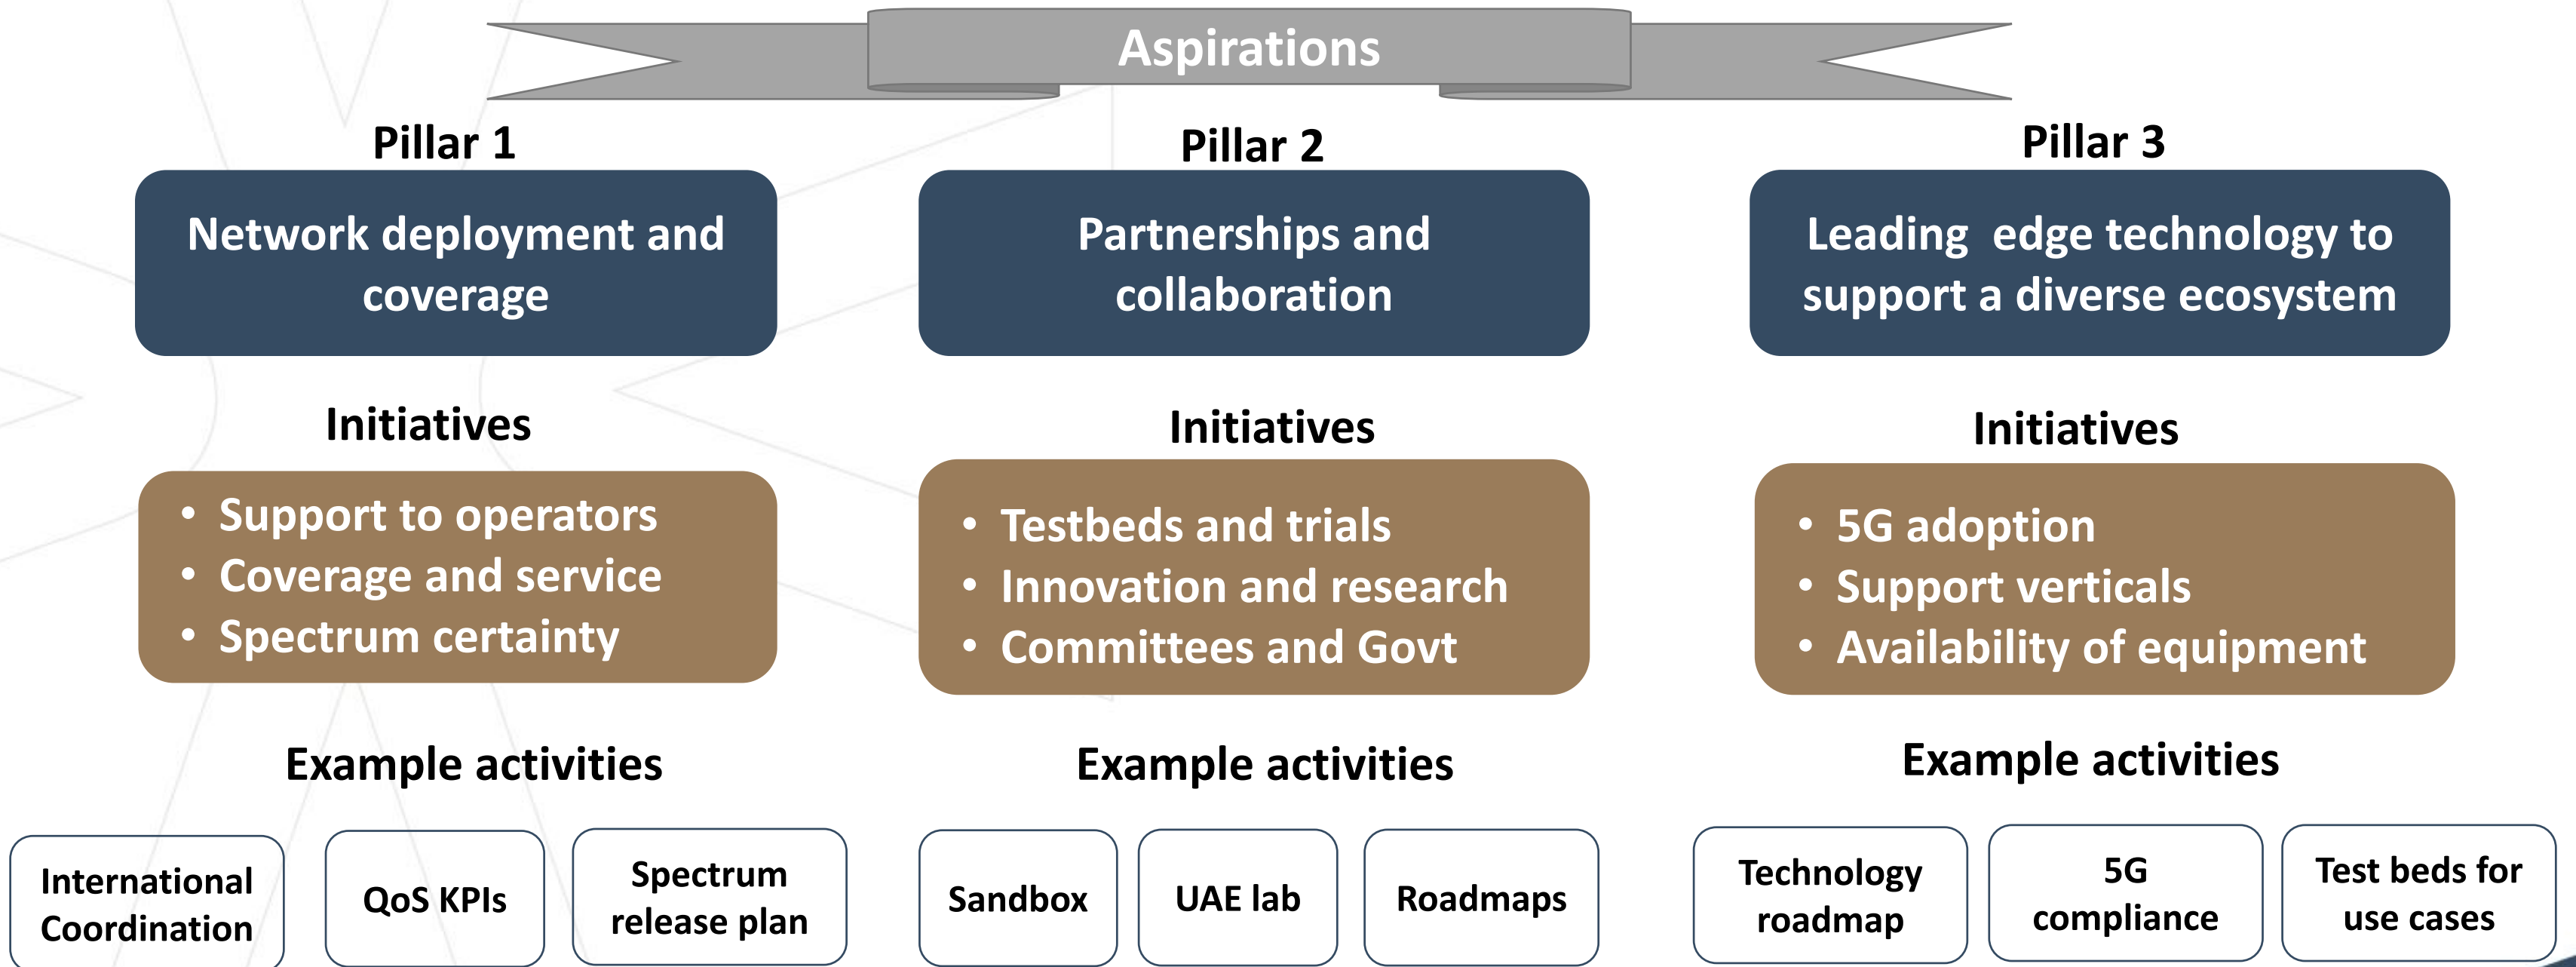 Aspirations
Pillar 1
Network deployment and
coverage
Initiatives
• Support to operators
• Coverage and service
• Spectrum certainty
Example activities
International
Coordination
QoS KPIs
Spectrum
release plan
Pillar 2
Partnerships and
collaboration
Initiatives
• Testbeds and trials
• Innovation and research
• Committees and Govt
Example activities
Sandbox
UAE lab
Roadmaps
Pillar 3
Leading  edge technology to
support a diverse ecosystem
Initiatives
• 5G adoption
• Support verticals
• Availability of equipment
Example activities
Technology
roadmap
5G
compliance
Test beds for
use cases